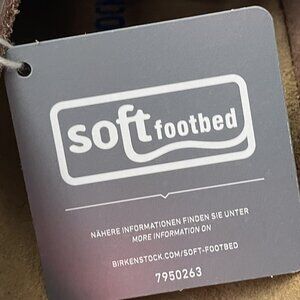 soft footbed
NÄHERE INFORMATIONEN FINDEN SIE UNTER
MORE INFORMATION ON
BIRKENSTOCK.COM/SOFT-FOOTBED
7950263